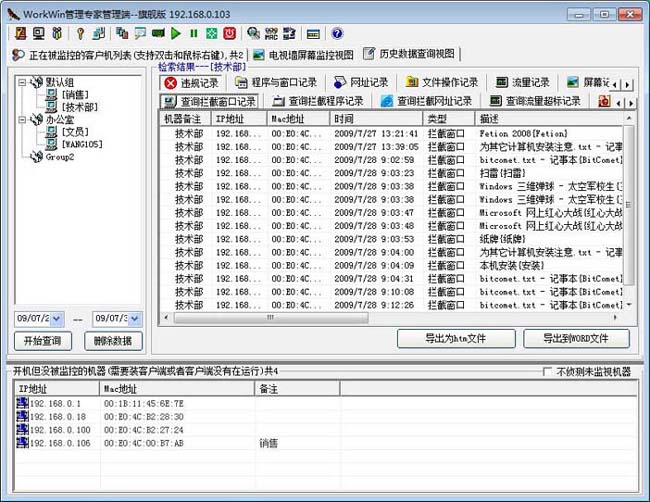 WorkWin管理专家管理端--旗舰版 192.168.0.103
正在被监控的客户机列表(支持双击和鼠标右键),共2 电视墙屏幕监控视图 历史数据查询视图
默认组
[销售]
[技术部]
办公室
[文员]
[WANG105]
Group2
检索结果---[技术部]
违规记录 程序与窗口记录 网址记录 文件操作记录 流量记录 屏幕记
查询拦截窗口记录 查询拦截程序记录 查询拦截网址记录 查询流量超标记录
机器备注 IP地址 Mac地址 时间 类型 描述
技术部 192.168... 00:E0:4C... 2009/7/27 13:21:41 拦截窗口 Fetion 2008{Fetion}
技术部 192.168... 00:E0:4C... 2009/7/27 13:39:05 拦截窗口 为其它计算机安装注意.txt - 记事
技术部 192.168... 00:E0:4C... 2009/7/28 9:02:59 拦截窗口 bitcomet.txt - 记事本{BitComet}
技术部 192.168... 00:E0:4C... 2009/7/28 9:03:23 拦截窗口 扫雷{扫雷}
技术部 192.168... 00:E0:4C... 2009/7/28 9:03:38 拦截窗口 Windows 三维弹球 - 太空军校生{三
技术部 192.168... 00:E0:4C... 2009/7/28 9:03:38 拦截窗口 Windows 三维弹球 - 太空军校生{三
技术部 192.168... 00:E0:4C... 2009/7/28 9:03:47 拦截窗口 Microsoft 网上红心大战{红心大战
技术部 192.168... 00:E0:4C... 2009/7/28 9:03:48 拦截窗口 Microsoft 网上红心大战{红心大战
技术部 192.168... 00:E0:4C... 2009/7/28 9:03:53 拦截窗口 纸牌{纸牌}
技术部 192.168... 00:E0:4C... 2009/7/28 9:04:00 拦截窗口 为其它计算机安装注意.txt - 记事
技术部 192.168... 00:E0:4C... 2009/7/28 9:04:09 拦截窗口 本机安装{安装}
技术部 192.168... 00:E0:4C... 2009/7/28 9:04:31 拦截窗口 bitcomet.txt - 记事本{BitComet}
技术部 192.168... 00:E0:4C... 2009/7/28 9:10:08 拦截窗口 bitcomet.txt - 记事本{BitComet}
技术部 192.168... 00:E0:4C... 2009/7/28 9:12:26 拦截窗口 bitcomet.txt - 记事本{BitComet}
09/07/2 -- 09/07/3
开始查询 删除数据 导出为htm文件 导出到WORD文件
开机但没被监控的机器(需要装客户端或者客户端没有在运行)共4 不侦测未监视机器
IP地址 Mac地址 备注
192.168.0.1 00:1B:11:45:6E:7E
192.168.0.18 00:E0:4C:B2:28:30
192.168.0.100 00:E0:4C:B2:27:24
192.168.0.106 00:E0:4C:00:B7:AB 销售